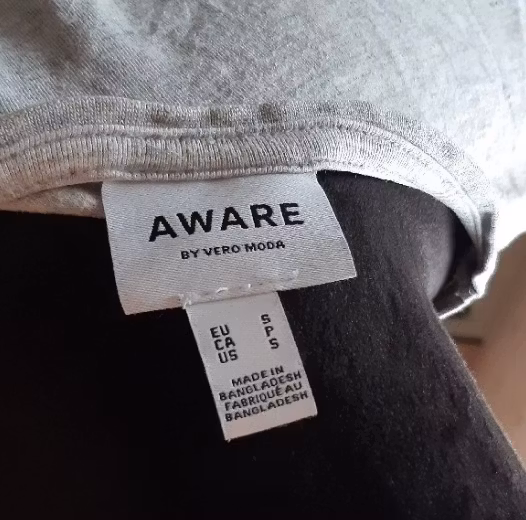 AWARE
BY VERO MODA
EU S
CA P
US S
MADE IN
BANGLADESH
FABRIQUÉ AU
BANGLADESH